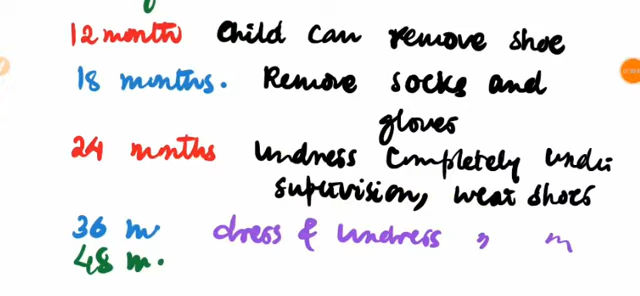 12 month Child can remove shoe
18 months. Remove socks and
gloves
24 months Undress Completely under
supervision, wear shoes
36 m dress & undress " m
48 m.